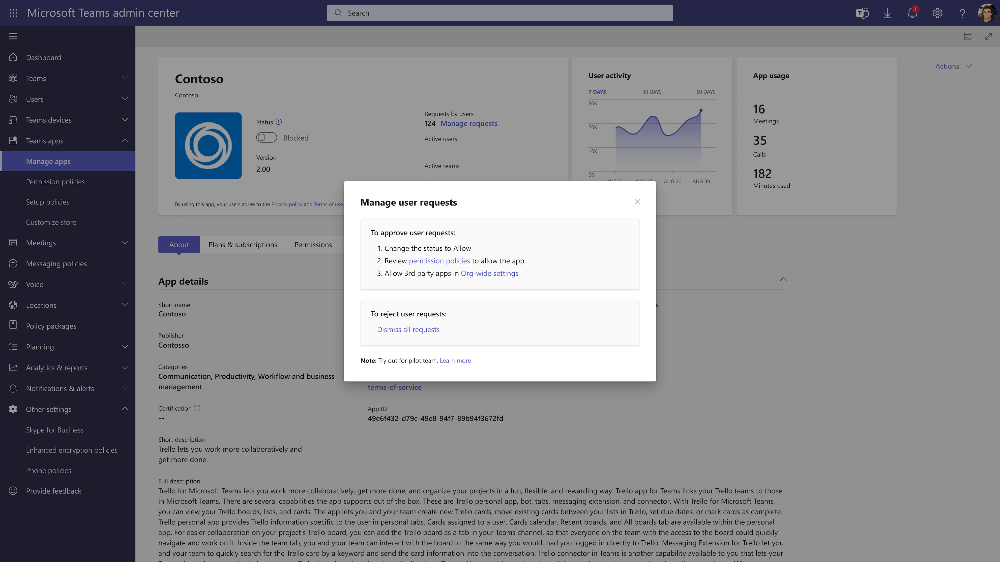 Microsoft Teams admin center
Search
1
Dashboard
Teams
Users
Teams devices
Teams apps
Manage apps
Permission policies
Setup policies
Customize store
Meetings
Messaging policies
Voice
Locations
Policy packages
Planning
Analytics & reports
Notifications & alerts
Other settings
Skype for Business
Enhanced encryption policies
Phone policies
Provide feedback
Actions
Contoso
Contoso
Status
Blocked
Version
2.00
Requests by users
124 Manage requests
Active users
--
Active teams
--
By using this app, your users agree to the Privacy policy and Terms of use.
User activity
7 DAYS 30 DAYS 60 DAYS
30K
20K
10K
00
AUG 01 AUG 10 AUG 20 AUG 30
App usage
16
Meetings
35
Calls
182
Minutes used
About Plans & subscriptions Permissions
Manage user requests
To approve user requests:
1. Change the status to Allow
2. Review permission policies to allow the app
3. Allow 3rd party apps in Org-wide settings
To reject user requests:
Dismiss all requests
Note: Try out for pilot team. Learn more
App details
Short name
Contoso
Publisher
Contosso
Categories
Communication, Productivity, Workflow and business
management
terms-of-service
Certification
--
App ID
49e6f432-d79c-49e8-94f7-89b94f3672fd
Short description
Trello lets you work more collaboratively and
get more done.
Full description
Trello for Microsoft Teams lets you work more collaboratively, get more done, and organize your projects in a fun, flexible, and rewarding way. Trello app for Teams links your Trello teams to those
in Microsoft Teams. There are several capabilities the app supports out of the box. These are Trello personal app, bot, tabs, messaging extension, and connector. With Trello for Microsoft Teams,
you can view your Trello boards, lists, and cards. The app lets you and your team create new Trello cards, move existing cards between your lists in Trello, set due dates, or mark cards as complete.
Trello personal app provides Trello information specific to the user in personal tabs. Cards assigned to a user, Cards calendar, Recent boards, and All boards tab are available within the personal
app. For easier collaboration on your project's Trello board, you can add the Trello board as a tab in your Teams channel, so that everyone on the team with the access to the board could quickly
navigate and work on it. Inside the team tab, you and your team can interact with the board in the same way you would, had you logged in directly to Trello. Messaging Extension for Trello let you
and your team to quickly search for the Trello card by a keyword and send the card information into the conversation. Trello connector in Teams is another capability available to you that lets your